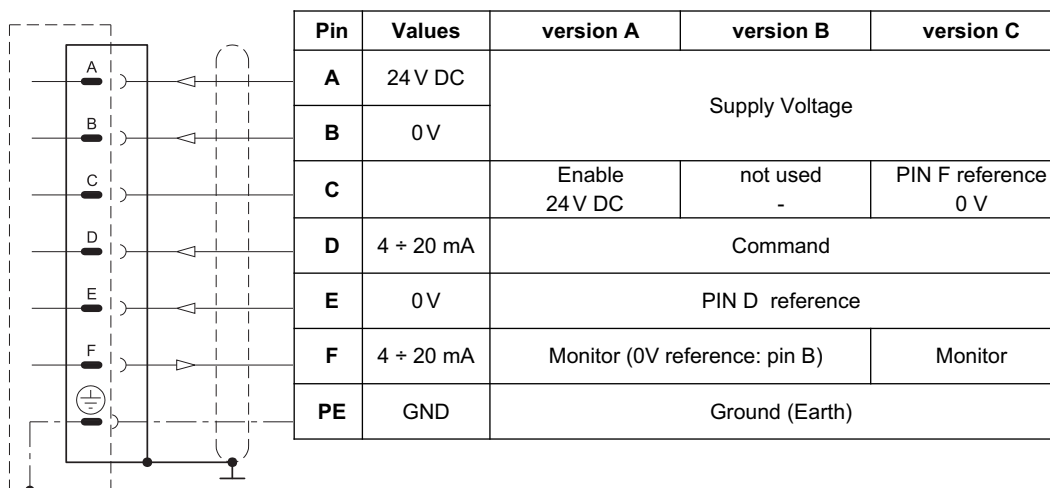 Pin Values version A version B version C
A A 24 V DC Supply Voltage
B B 0 V
C C Enable not used PIN F reference
24 V DC - 0 V
D D 4 ÷ 20 mA Command
E E 0 V PIN D reference
F F 4 ÷ 20 mA Monitor (0V reference: pin B) Monitor
PE GND Ground (Earth)